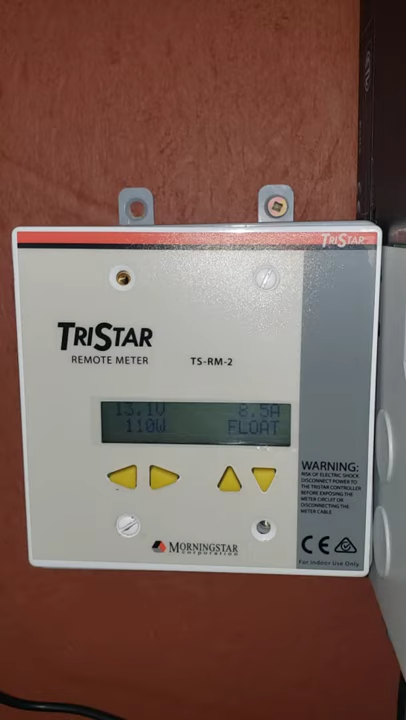 TRISTAR
TRISTAR
REMOTE METER TS-RM-2
13.1V 8.5A
110W FLOAT
WARNING:
RISK OF ELECTRIC SHOCK
DISCONNECT POWER TO
THE TRISTAR CONTROLLER
BEFORE EXPOSING THE
METER CIRCUIT OR
DISCONNECTING THE
METER CABLE
MORNINGSTAR
corporation
CE
For Indoor Use Only